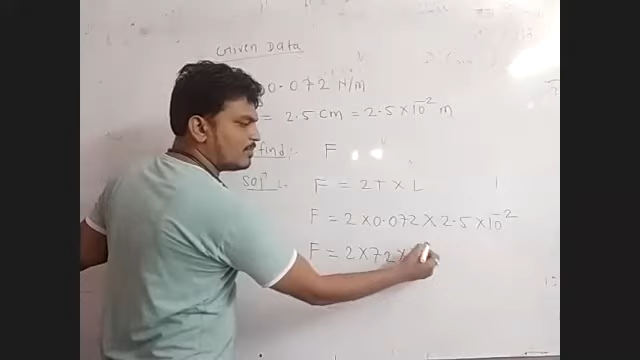 Given Data
0.072 N/m
= 2.5 cm = 2.5 × 10⁻² m
find:- F
Solⁿ:- F = 2T × L
F = 2 × 0.072 × 2.5 × 10⁻²
F = 2 × 72 ×